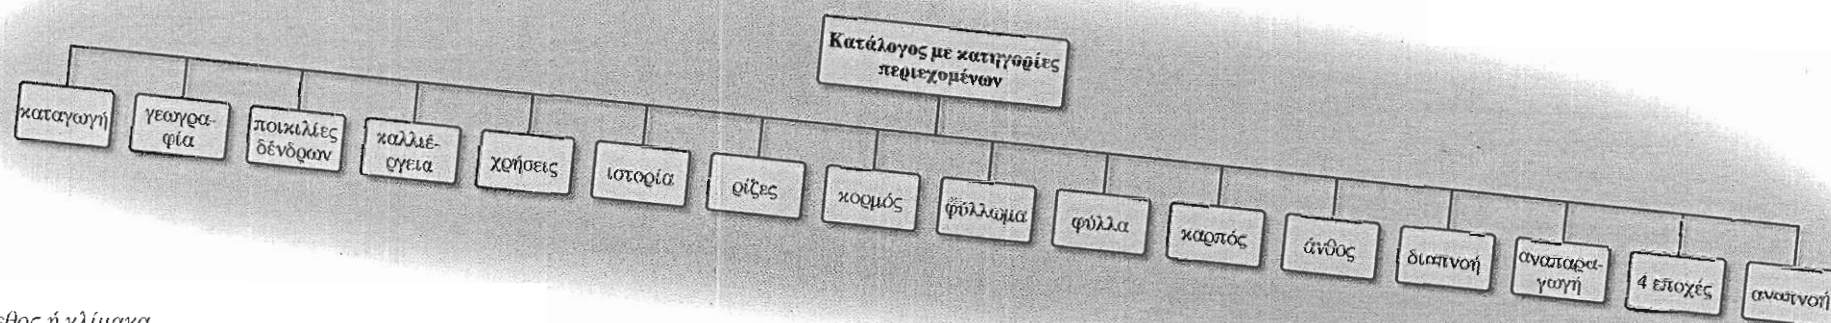 Κατάλογος με κατηγορίες
περιεχομένων
καταγωγή
γεωγρα-
φία
ποικιλίες
δένδρων
καλλιέ-
ργεια
χρήσεις
ιστορία
ρίζες
κορμός
φύλλωμα
φύλλα
καρπός
άνθος
διαπνοή
αναπαρα-
γωγή
4 εποχές
αναπνοή
ή κλίμακα